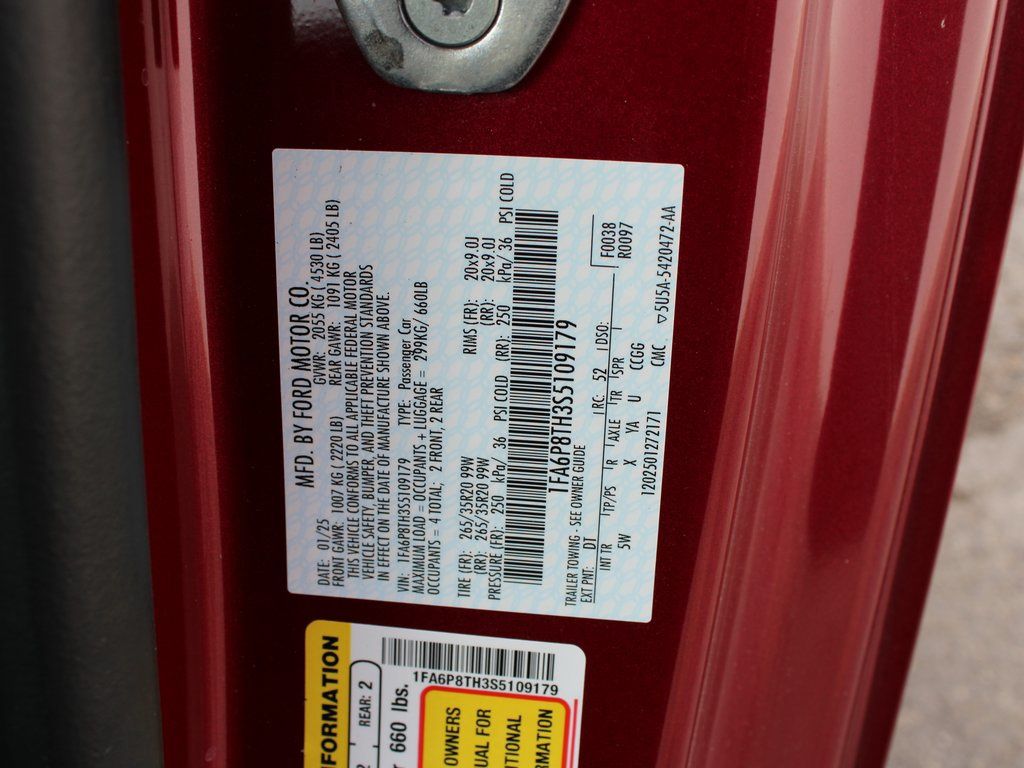 MFD. BY FORD MOTOR CO.
DATE: 01/25 GVWR: 2055 KG ( 4530 LB)
FRONT GAWR: 1007 KG ( 2220 LB) REAR GAWR: 1091 KG ( 2405 LB)
THIS VEHICLE CONFORMS TO ALL APPLICABLE FEDERAL MOTOR
VEHICLE SAFETY, BUMPER, AND THEFT PREVENTION STANDARDS
IN EFFECT ON THE DATE OF MANUFACTURE SHOWN ABOVE.
VIN: 1FA6P8TH3S5109179 TYPE: Passenger Car
MAXIMUM LOAD = OCCUPANTS + LUGGAGE = 299KG/ 660LB
OCCUPANTS = 4 TOTAL; 2 FRONT, 2 REAR
TIRE (FR): 265/35R20 99W RIMS (FR): 20x9.0J
(RR): 265/35R20 99W (RR): 20x9.0J
PRESSURE (FR): 250 kPa/ 36 PSI COLD (RR): 250 kPa/ 36 PSI COLD
1FA6P8TH3S5109179
TRAILER TOWING - SEE OWNER GUIDE
EXT PNT: DT RC: 52 DSO: F0038
R0097
INT TR TP/PS R AXLE TR SPR
5W X YA U CCGG
1202501272171 CMC ▽5U5A-5420472-AA
FORMATION
REAR: 2
660 lbs.
1FA6P8TH3S5109179
OWNERS
UAL FOR
ITIONAL
RMATION